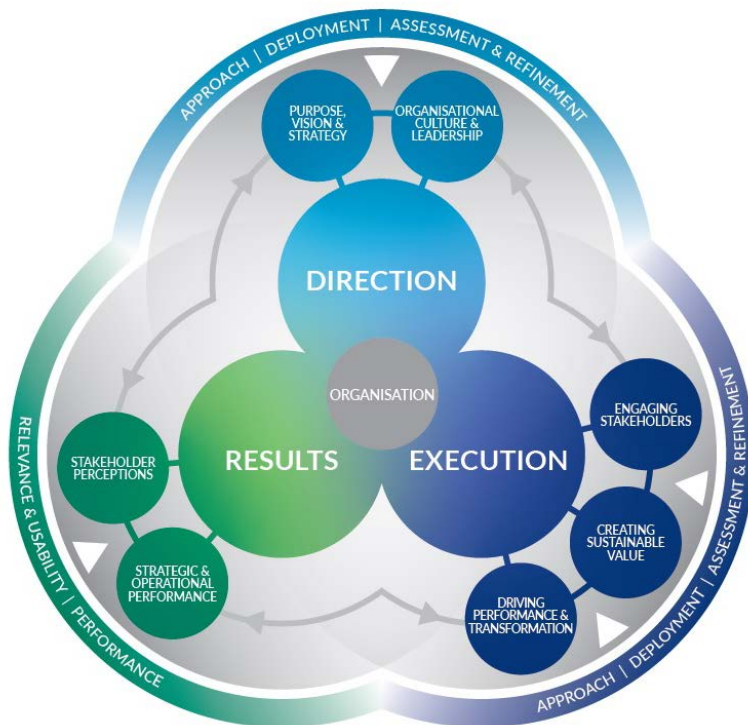 APPROACH | DEPLOYMENT | ASSESSMENT & REFINEMENT
PURPOSE,
VISION &
STRATEGY
ORGANISATIONAL
CULTURE &
LEADERSHIP
DIRECTION
ORGANISATION
RESULTS
EXECUTION
STAKEHOLDER
PERCEPTIONS
STRATEGIC &
OPERATIONAL
PERFORMANCE
ENGAGING
STAKEHOLDERS
CREATING
SUSTAINABLE
VALUE
DRIVING
PERFORMANCE &
TRANSFORMATION
RELEVANCE & USABILITY | PERFORMANCE
APPROACH | DEPLOYMENT | ASSESSMENT & REFINEMENT